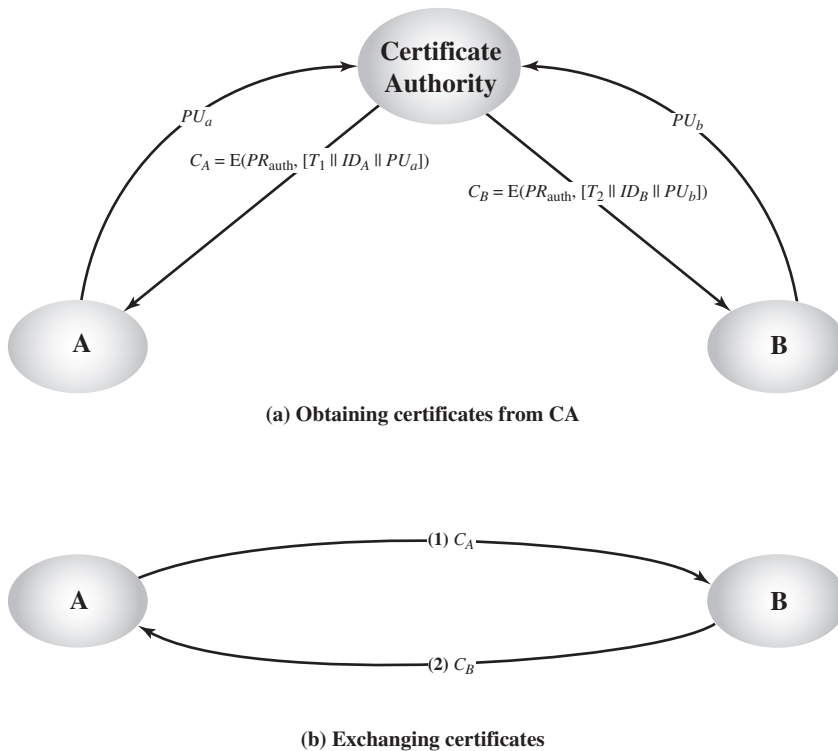 Certificate
Authority
PUa
PUb
CA = E(PRauth, [T1 || IDA || PUa])
CB = E(PRauth, [T2 || IDB || PUb])
A
B
(a) Obtaining certificates from CA
(1) CA
A
B
(2) CB
(b) Exchanging certificates